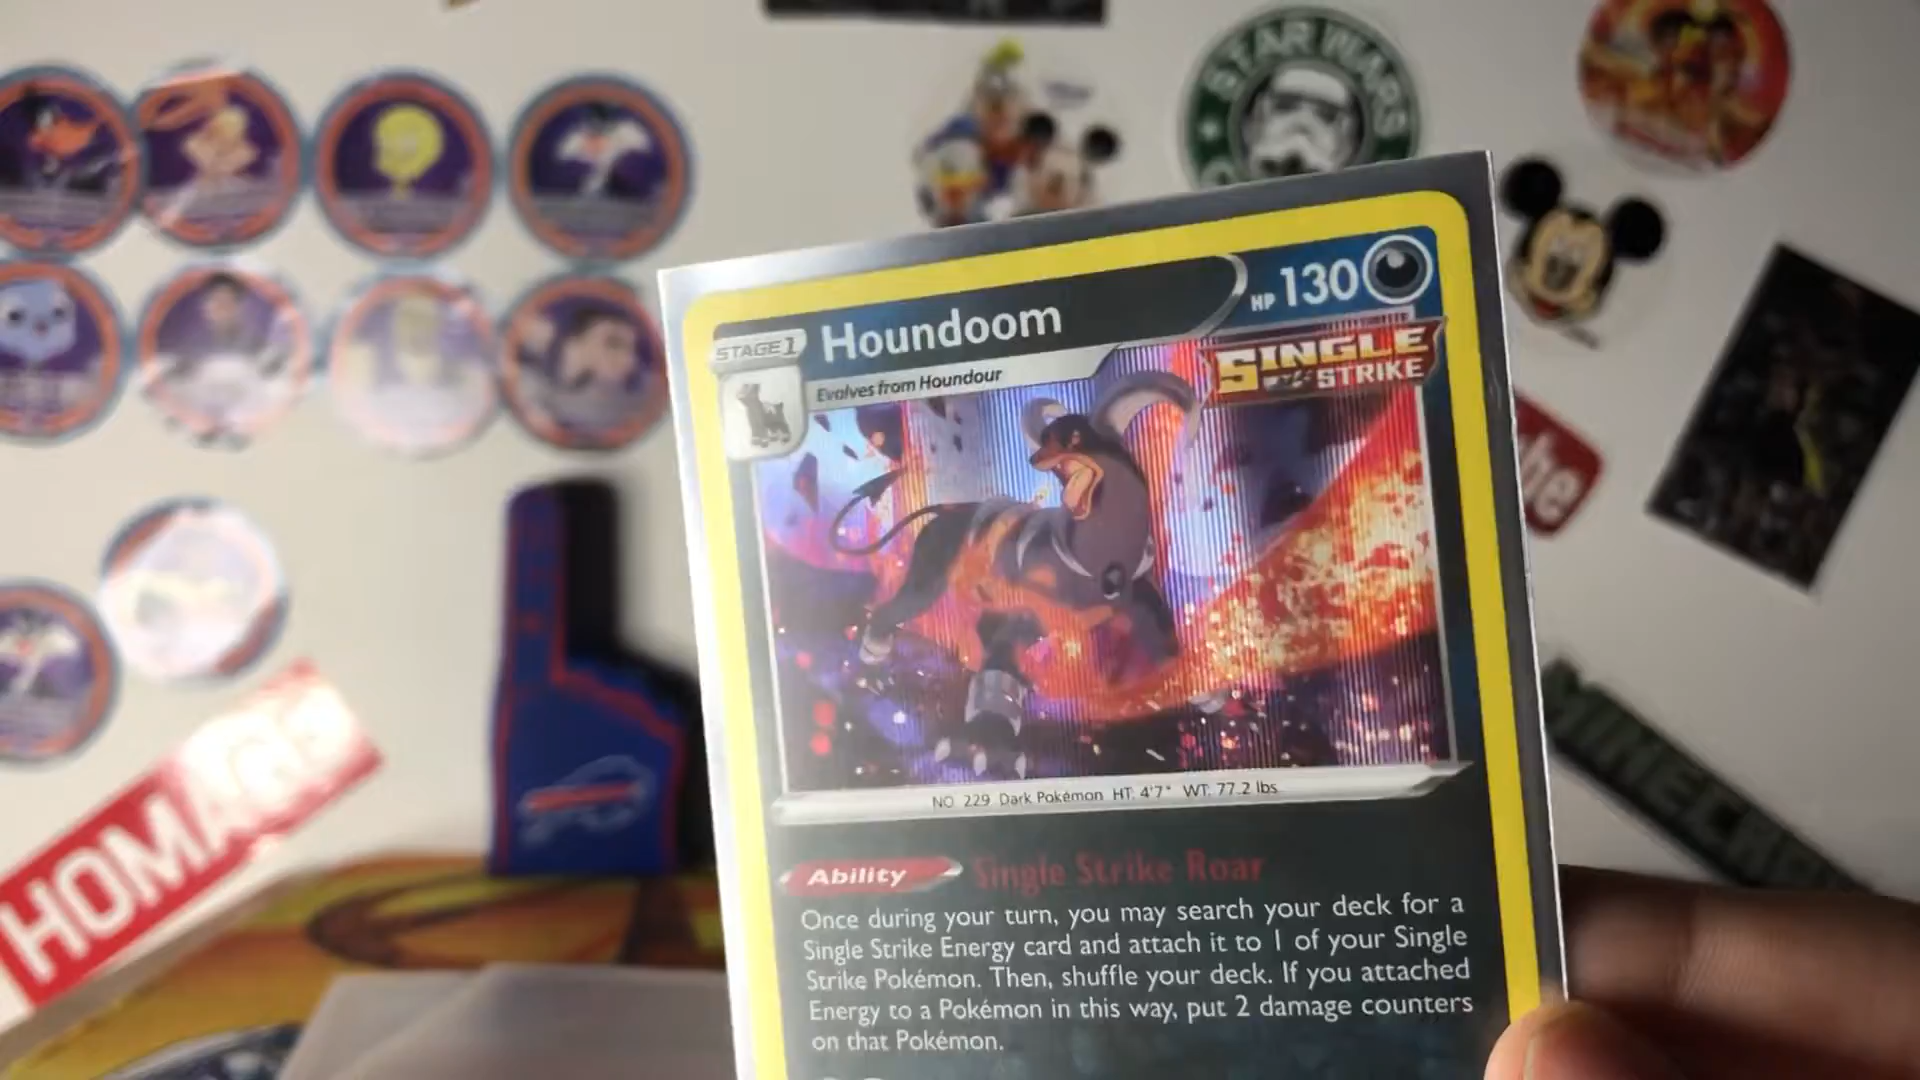 STAR WARS
HP 130
STAGE 1
Houndoom
SINGLE
STRIKE
Evolves from Houndour
NO. 229 Dark Pokémon HT: 4'7" WT: 77.2 lbs
Ability Single Strike Roar
Once during your turn, you may search your deck for a
Single Strike Energy card and attach it to 1 of your Single
Strike Pokémon. Then, shuffle your deck. If you attached
Energy to a Pokémon in this way, put 2 damage counters
on that Pokémon.
HOMAGE
MINECRAFT